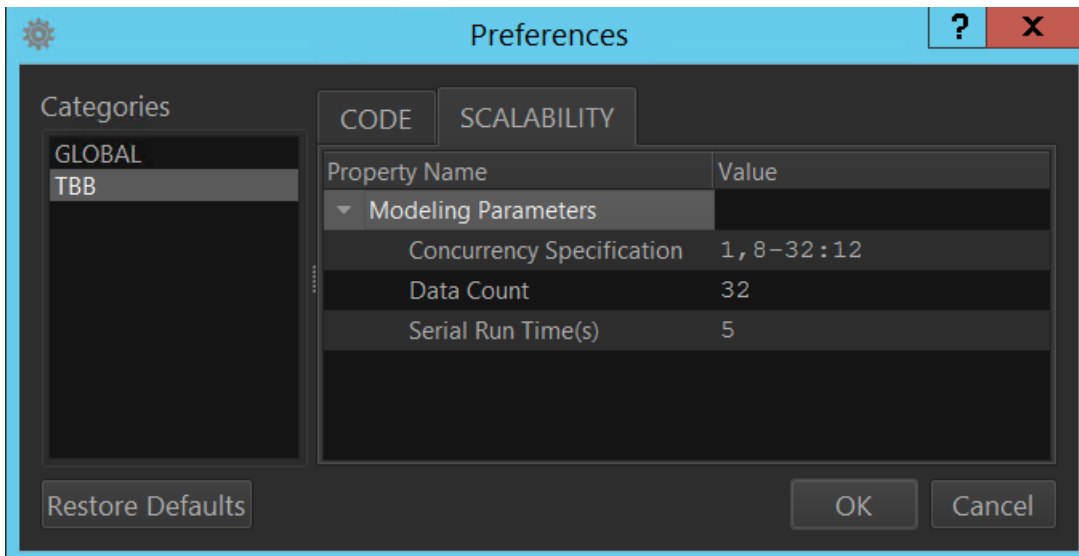 Preferences
? X
Categories
GLOBAL
TBB
CODE SCALABILITY
Property Name Value
Modeling Parameters
Concurrency Specification 1,8-32:12
Data Count 32
Serial Run Time(s) 5
Restore Defaults OK Cancel